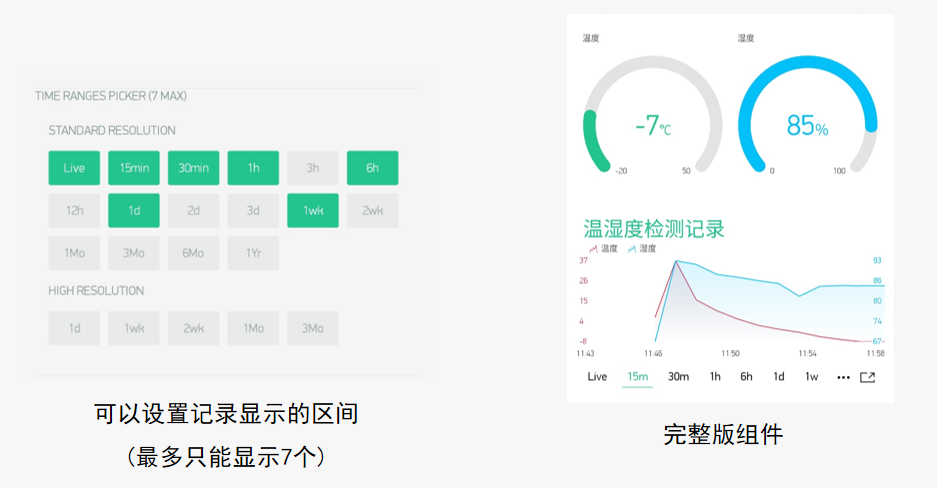 TIME RANGES PICKER (7 MAX)
STANDARD RESOLUTION
Live 15min 30min 1h 3h 6h
12h 1d 2d 3d 1wk 2wk
1Mo 3Mo 6Mo 1Yr
HIGH RESOLUTION
1d 1wk 2wk 1Mo 3Mo
可以设置记录显示的区间
(最多只能显示7个)
温度 湿度
-7℃ 85%
-20 50 0 100
温湿度检测记录
温度 湿度
37 93
26 86
15 80
4 74
-8 67-
11:43 11:46 11:50 11:54 11:58
Live 15m 30m 1h 6h 1d 1w •••
完整版组件